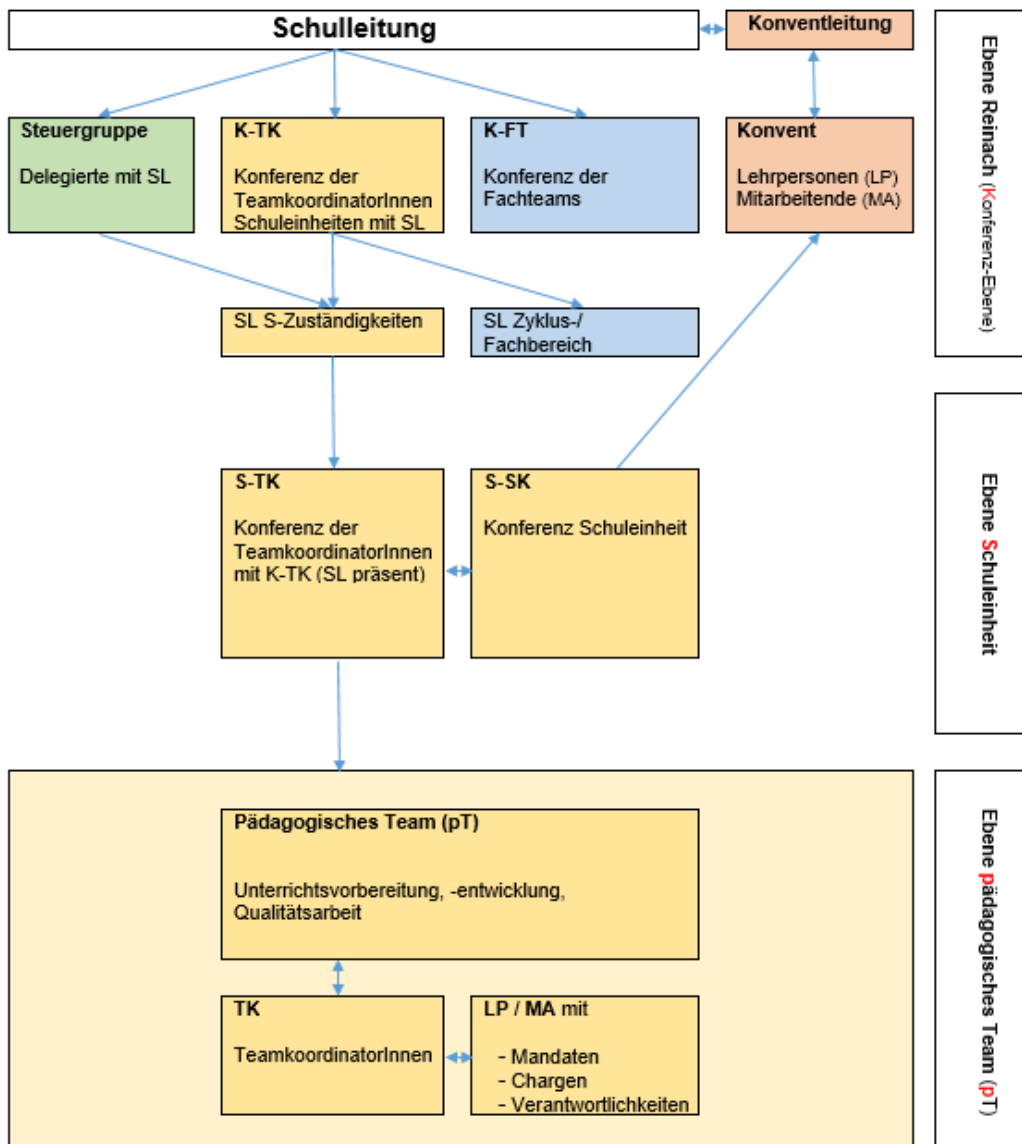 Schulleitung
Konventleitung
Steuergruppe
Delegierte mit SL
K-TK
Konferenz der
TeamkoordinatorInnen
Schuleinheiten mit SL
K-FT
Konferenz der
Fachteams
Konvent
Lehrpersonen (LP)
Mitarbeitende (MA)
SL S-Zuständigkeiten
SL Zyklus-/
Fachbereich
Ebene Reinach (Konferenz-Ebene)
S-TK
Konferenz der
TeamkoordinatorInnen
mit K-TK (SL präsent)
S-SK
Konferenz Schuleinheit
Ebene Schuleinheit
Pädagogisches Team (pT)
Unterrichtsvorbereitung, -entwicklung,
Qualitätsarbeit
TK
TeamkoordinatorInnen
LP / MA mit
- Mandaten
- Chargen
- Verantwortlichkeiten
Ebene pädagogisches Team (pT)